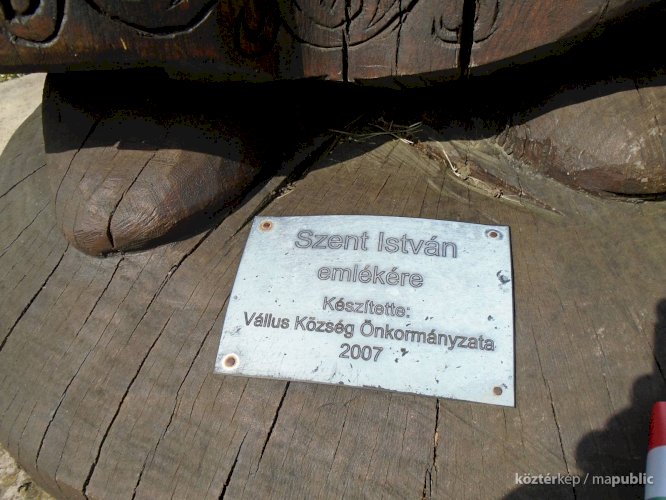 Szent István
emlékére
Készítette:
Vállus Község Önkormányzata
2007
köztérkép / mapublic